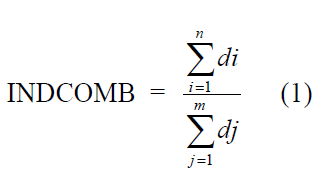 n
∑ di
i=1
INDCOMB = (1)
m
∑ dj
j=1